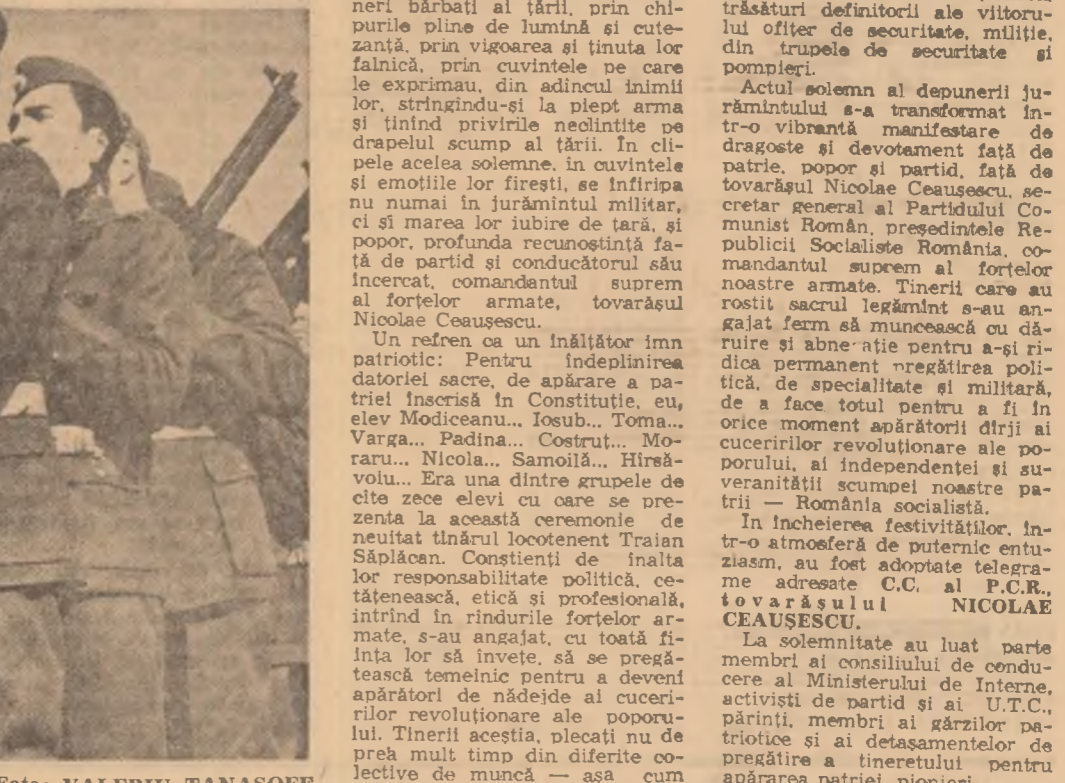 neri bărbați ai țării, prin chi-
purile pline de lumină și cute-
zanță, prin vigoarea și ținuta lor
falnică, prin cuvintele pe care
le exprimau, din adîncul inimii
lor, strîngîndu-și la piept arma
și ținînd privirile neclintite pe
drapelul scump al țării. În cli-
pele acelea solemne, în cuvintele
și emoțiile lor firești, se înfiripa
nu numai în jurămîntul militar,
ci și marea lor iubire de țară, și
popor, profunda recunoștință fa-
ță de partid și conducătorul său
încercat, comandantul suprem
al forțelor armate, tovarășul
Nicolae Ceaușescu.
Un refren ca un înălțător imn
patriotic: Pentru îndeplinirea
datoriei sacre, de apărare a pa-
triei înscrisă în Constituție, eu,
elev Modiceanu... Iosub... Toma...
Varga... Padina... Costruț... Mo-
raru... Nicola... Samoilă... Hîrsă-
voiu... Era una dintre grupele de
cîte zece elevi cu care se pre-
zenta la această ceremonie de
neuitat tînărul locotenent Traian
Săplăcan. Conștienți de înalta
lor responsabilitate politică, ce-
tățenească, etică și profesională,
intrînd în rîndurile forțelor ar-
mate, s-au angajat, cu toată fi-
ința lor să învețe, să se pregă-
tească temeinic pentru a deveni
apărători de nădejde ai cuceri-
rilor revoluționare ale poporu-
lui. Tinerii aceștia, plecați nu de
prea mult timp din diferite co-
lective de muncă — așa cum
trăsături definitorii ale viitoru-
lui ofițer de securitate, miliție,
din trupele de securitate și
pompieri.
Actul solemn al depunerii ju-
rămîntului s-a transformat în-
tr-o vibrantă manifestare de
dragoste și devotament față de
patrie, popor și partid, față de
tovarășul Nicolae Ceaușescu, se-
cretar general al Partidului Co-
munist Român, președintele Re-
publicii Socialiste România, co-
mandantul suprem al forțelor
noastre armate. Tinerii care au
rostit sacrul legămînt s-au an-
gajat ferm să muncească cu dă-
ruire și abne ație pentru a-și ri-
dica permanent pregătirea poli-
tică, de specialitate și militară,
de a face totul pentru a fi în
orice moment apărătorii dîrji ai
cuceririlor revoluționare ale po-
porului, ai independenței și su-
veranității scumpei noastre pa-
trii — România socialistă.
În încheierea festivităților, în-
tr-o atmosferă de puternic entu-
ziasm, au fost adoptate telegra-
me adresate C.C. al P.C.R.,
tovarășului NICOLAE
CEAUȘESCU.
La solemnitate au luat parte
membri ai consiliului de condu-
cere al Ministerului de Interne,
activiști de partid și ai U.T.C.,
părinți, membri ai gărzilor pa-
triotice și ai detașamentelor de
pregătire a tineretului pentru
apărarea patriei, pionieri.
Foto: VALERIU TANASOFF